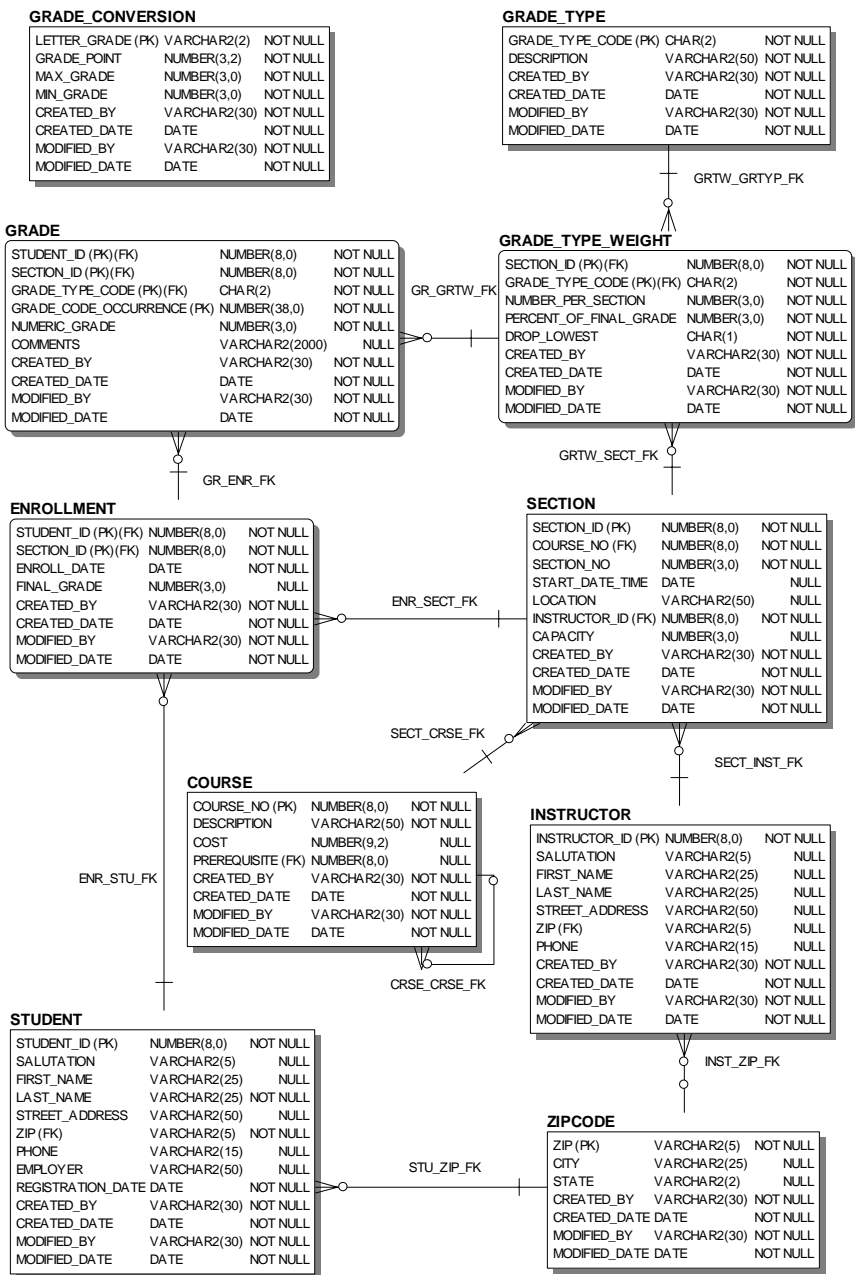 GRADE_CONVERSION
LETTER_GRADE (PK) VARCHAR2(2) NOT NULL
GRADE_POINT NUMBER(3,2) NOT NULL
MAX_GRADE NUMBER(3,0) NOT NULL
MIN_GRADE NUMBER(3,0) NOT NULL
CREATED_BY VARCHAR2(30) NOT NULL
CREATED_DATE DATE NOT NULL
MODIFIED_BY VARCHAR2(30) NOT NULL
MODIFIED_DATE DATE NOT NULL
GRADE_TYPE
GRADE_TYPE_CODE (PK) CHAR(2) NOT NULL
DESCRIPTION VARCHAR2(50) NOT NULL
CREATED_BY VARCHAR2(30) NOT NULL
CREATED_DATE DATE NOT NULL
MODIFIED_BY VARCHAR2(30) NOT NULL
MODIFIED_DATE DATE NOT NULL
GRTW_GRTYP_FK
GRADE
STUDENT_ID (PK)(FK) NUMBER(8,0) NOT NULL
SECTION_ID (PK)(FK) NUMBER(8,0) NOT NULL
GRADE_TYPE_CODE (PK)(FK) CHAR(2) NOT NULL
GRADE_CODE_OCCURRENCE (PK) NUMBER(38,0) NOT NULL
NUMERIC_GRADE NUMBER(3,0) NOT NULL
COMMENTS VARCHAR2(2000) NULL
CREATED_BY VARCHAR2(30) NOT NULL
CREATED_DATE DATE NOT NULL
MODIFIED_BY VARCHAR2(30) NOT NULL
MODIFIED_DATE DATE NOT NULL
GR_GRTW_FK
GRADE_TYPE_WEIGHT
SECTION_ID (PK)(FK) NUMBER(8,0) NOT NULL
GRADE_TYPE_CODE (PK)(FK) CHAR(2) NOT NULL
NUMBER_PER_SECTION NUMBER(3,0) NOT NULL
PERCENT_OF_FINAL_GRADE NUMBER(3,0) NOT NULL
DROP_LOWEST CHAR(1) NOT NULL
CREATED_BY VARCHAR2(30) NOT NULL
CREATED_DATE DATE NOT NULL
MODIFIED_BY VARCHAR2(30) NOT NULL
MODIFIED_DATE DATE NOT NULL
GR_ENR_FK
GRTW_SECT_FK
ENROLLMENT
STUDENT_ID (PK)(FK) NUMBER(8,0) NOT NULL
SECTION_ID (PK)(FK) NUMBER(8,0) NOT NULL
ENROLL_DATE DATE NOT NULL
FINAL_GRADE NUMBER(3,0) NULL
CREATED_BY VARCHAR2(30) NOT NULL
CREATED_DATE DATE NOT NULL
MODIFIED_BY VARCHAR2(30) NOT NULL
MODIFIED_DATE DATE NOT NULL
ENR_SECT_FK
SECTION
SECTION_ID (PK) NUMBER(8,0) NOT NULL
COURSE_NO (FK) NUMBER(8,0) NOT NULL
SECTION_NO NUMBER(3,0) NOT NULL
START_DATE_TIME DATE NULL
LOCATION VARCHAR2(50) NULL
INSTRUCTOR_ID (FK) NUMBER(8,0) NOT NULL
CAPACITY NUMBER(3,0) NULL
CREATED_BY VARCHAR2(30) NOT NULL
CREATED_DATE DATE NOT NULL
MODIFIED_BY VARCHAR2(30) NOT NULL
MODIFIED_DATE DATE NOT NULL
SECT_CRSE_FK
SECT_INST_FK
COURSE
COURSE_NO (PK) NUMBER(8,0) NOT NULL
DESCRIPTION VARCHAR2(50) NOT NULL
COST NUMBER(9,2) NULL
PREREQUISITE (FK) NUMBER(8,0) NULL
CREATED_BY VARCHAR2(30) NOT NULL
CREATED_DATE DATE NOT NULL
MODIFIED_BY VARCHAR2(30) NOT NULL
MODIFIED_DATE DATE NOT NULL
CRSE_CRSE_FK
ENR_STU_FK
INSTRUCTOR
INSTRUCTOR_ID (PK) NUMBER(8,0) NOT NULL
SALUTATION VARCHAR2(5) NULL
FIRST_NAME VARCHAR2(25) NULL
LAST_NAME VARCHAR2(25) NULL
STREET_ADDRESS VARCHAR2(50) NULL
ZIP (FK) VARCHAR2(5) NULL
PHONE VARCHAR2(15) NULL
CREATED_BY VARCHAR2(30) NOT NULL
CREATED_DATE DATE NOT NULL
MODIFIED_BY VARCHAR2(30) NOT NULL
MODIFIED_DATE DATE NOT NULL
INST_ZIP_FK
STUDENT
STUDENT_ID (PK) NUMBER(8,0) NOT NULL
SALUTATION VARCHAR2(5) NULL
FIRST_NAME VARCHAR2(25) NULL
LAST_NAME VARCHAR2(25) NOT NULL
STREET_ADDRESS VARCHAR2(50) NULL
ZIP (FK) VARCHAR2(5) NOT NULL
PHONE VARCHAR2(15) NULL
EMPLOYER VARCHAR2(50) NULL
REGISTRATION_DATE DATE NOT NULL
CREATED_BY VARCHAR2(30) NOT NULL
CREATED_DATE DATE NOT NULL
MODIFIED_BY VARCHAR2(30) NOT NULL
MODIFIED_DATE DATE NOT NULL
STU_ZIP_FK
ZIPCODE
ZIP (PK) VARCHAR2(5) NOT NULL
CITY VARCHAR2(25) NULL
STATE VARCHAR2(2) NULL
CREATED_BY VARCHAR2(30) NOT NULL
CREATED_DATE DATE NOT NULL
MODIFIED_BY VARCHAR2(30) NOT NULL
MODIFIED_DATE DATE NOT NULL